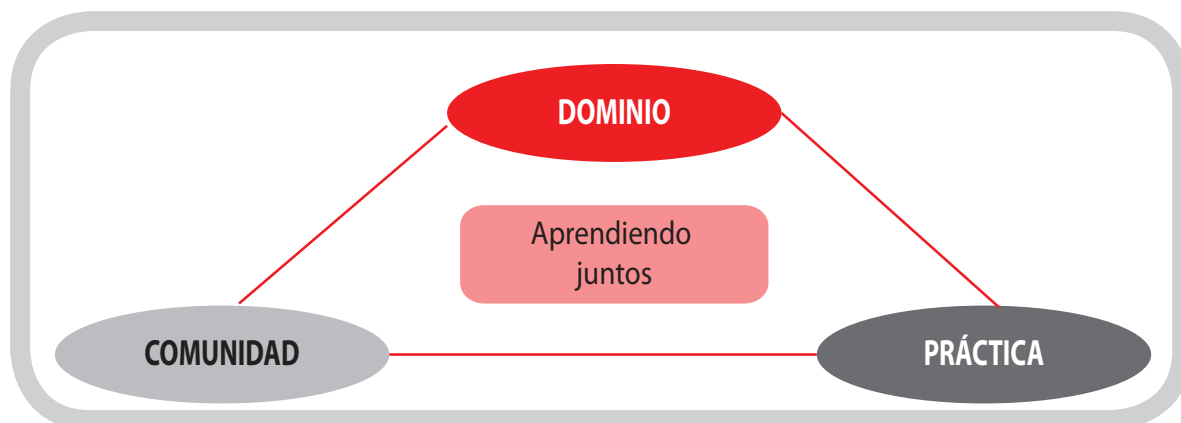 DOMINIO
Aprendiendo
juntos
COMUNIDAD
PRÁCTICA